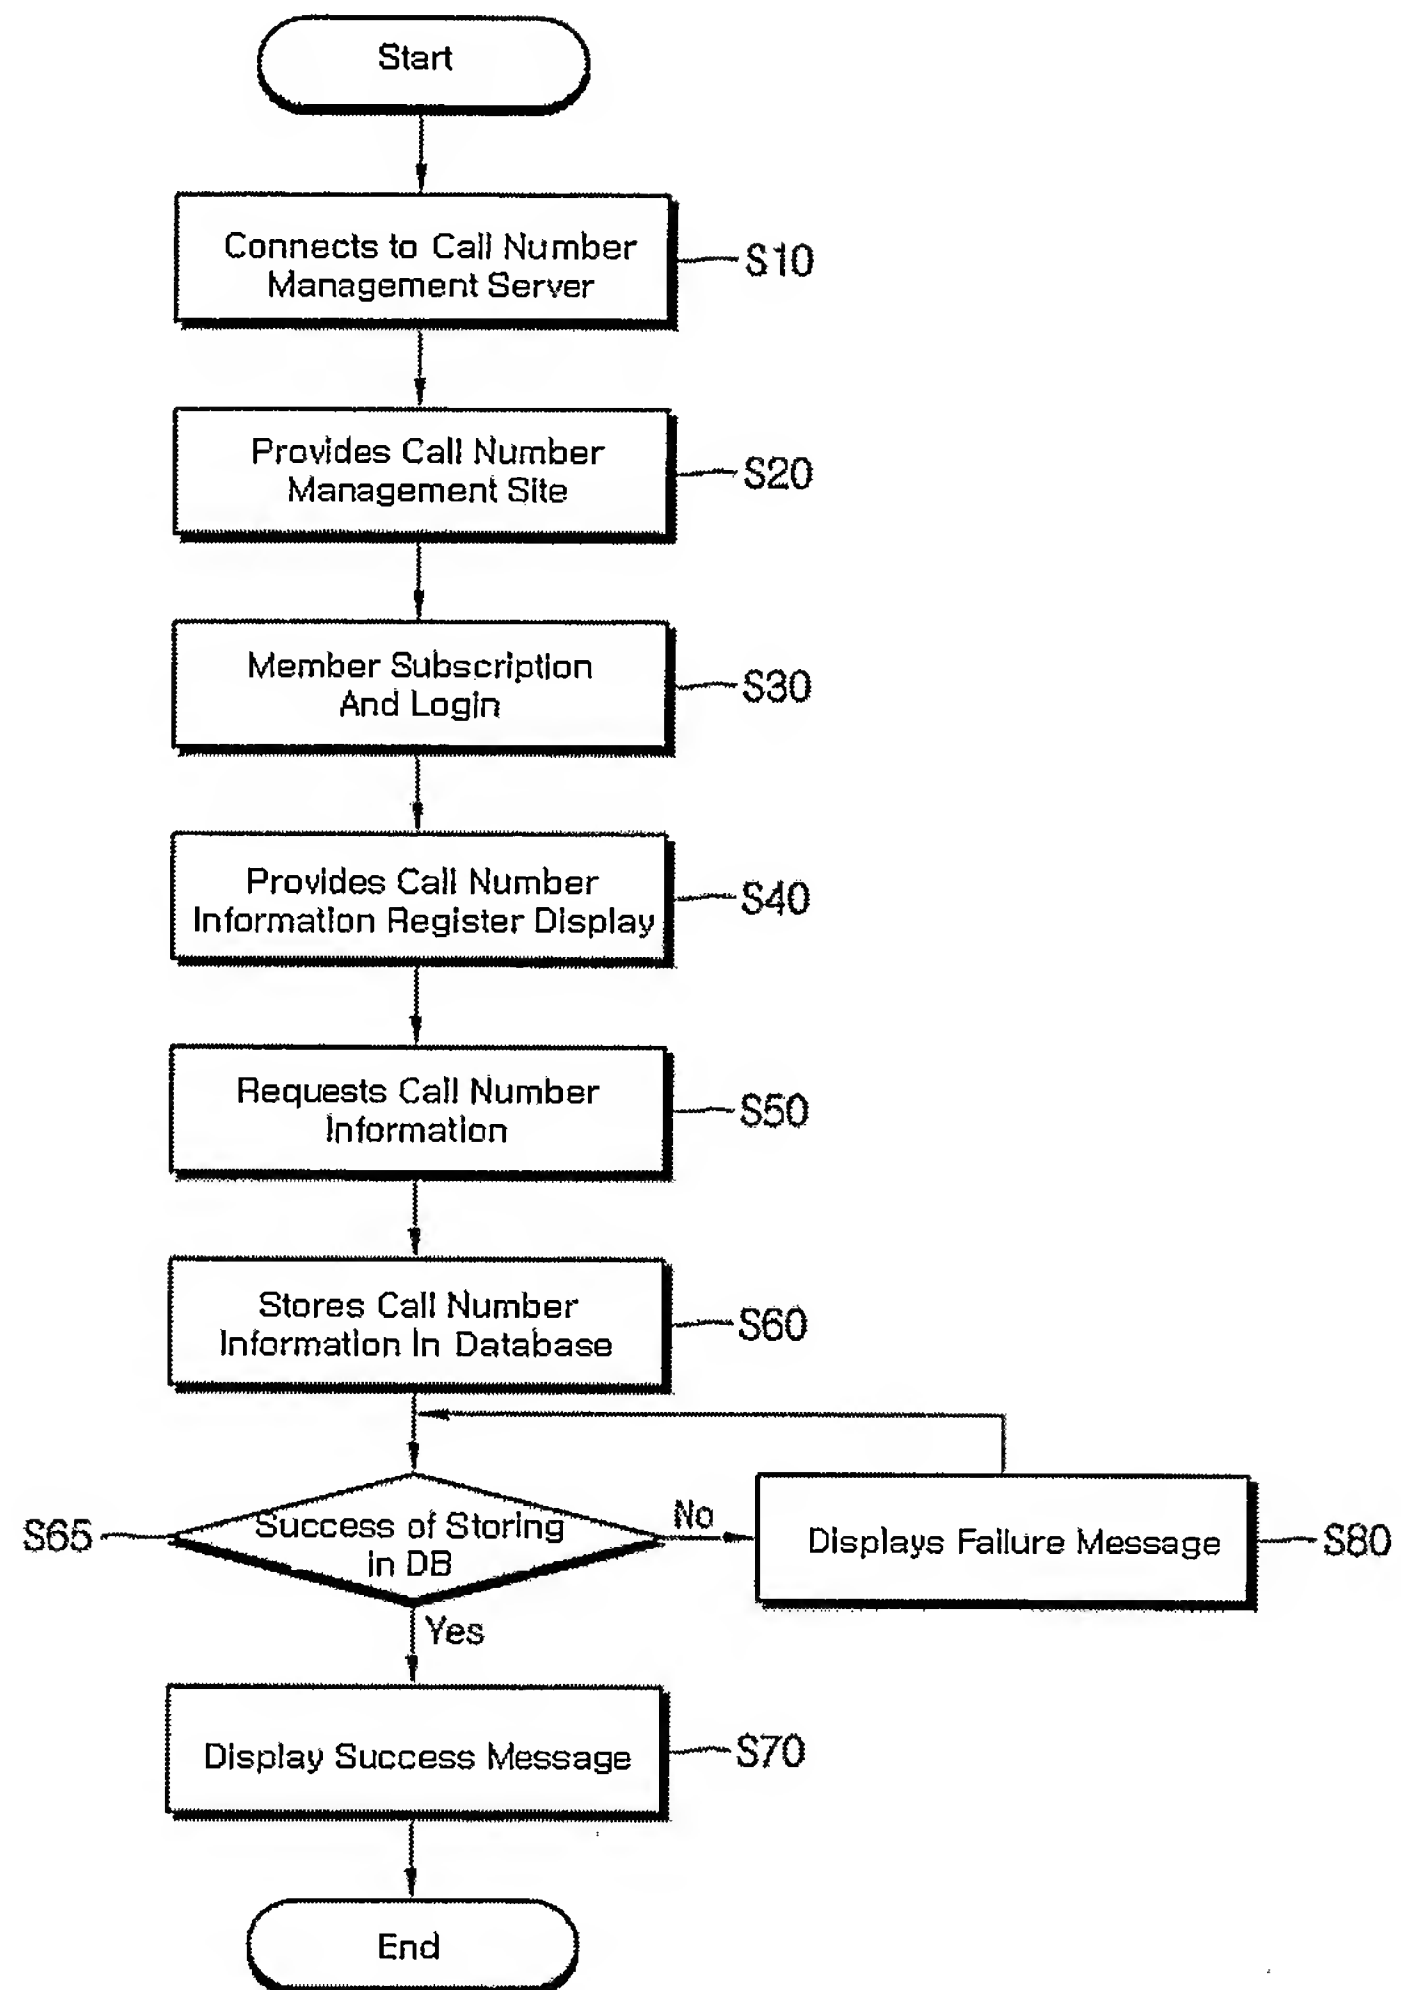 Start
Connects to Call Number
Management Server
S10
Provides Call Number
Management Site
S20
Member Subscription
And Login
S30
Provides Call Number
Information Register Display
S40
Requests Call Number
Information
S50
Stores Call Number
Information In Database
S60
S65
Success of Storing
in DB
No
Displays Failure Message
S80
Yes
Display Success Message
S70
End